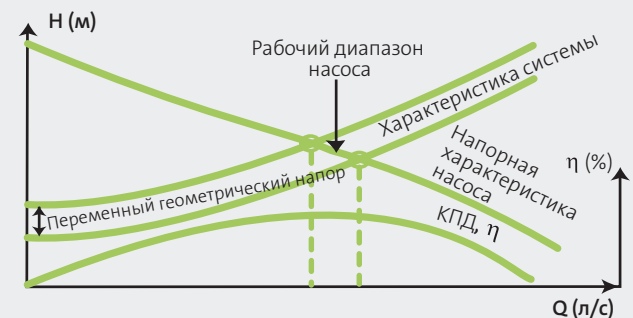 H (м)
Рабочий диапазон
насоса
Характеристика системы
Напорная
характеристика
насоса
η (%)
Переменный геометрический напор
КПД, η
Q (л/с)